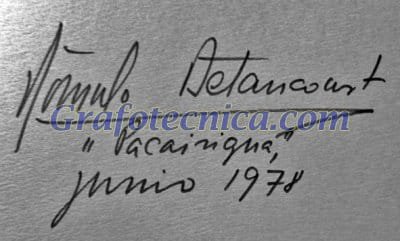 Rómulo Betancourt
Grafotecnica.com
"Pacairigua",
junio 1978